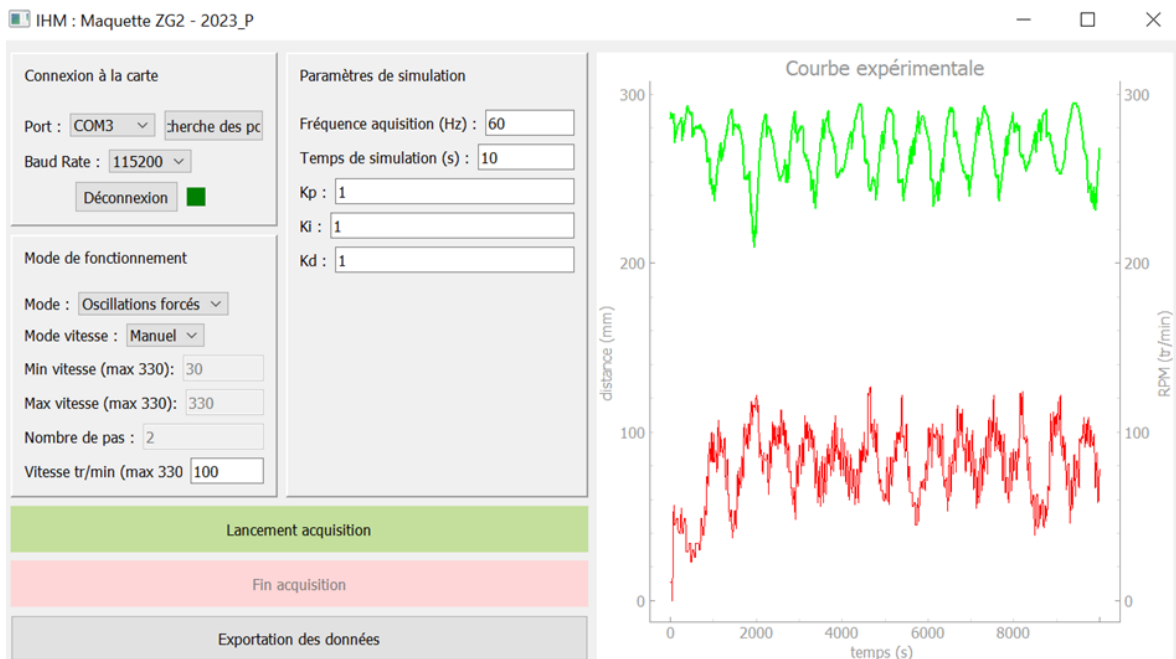 IHM : Maquette ZG2 - 2023_P
Connexion à la carte
Port : COM3
Baud Rate : 115200
Déconnexion
Mode de fonctionnement
Mode : Oscillations forcés
Mode vitesse : Manuel
Min vitesse (max 330): 30
Max vitesse (max 330): 330
Nombre de pas : 2
Vitesse tr/min (max 330 100
Paramètres de simulation
Fréquence aquisition (Hz) : 60
Temps de simulation (s) : 10
Kp : 1
Ki : 1
Kd : 1
Lancement acquisition
Fin acquisition
Exportation des données
Courbe expérimentale
300
200
100
0
distance (mm)
300
200
100
0
RPM (tr/min)
0 2000 4000 6000 8000
temps (s)